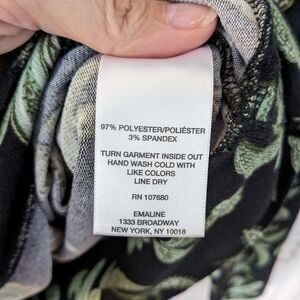 97% POLYESTER/POLIÉSTER
3% SPANDEX
TURN GARMENT INSIDE OUT
HAND WASH COLD WITH
LIKE COLORS
LINE DRY
RN 107680
EMALINE
1333 BROADWAY
NEW YORK, NY 10018